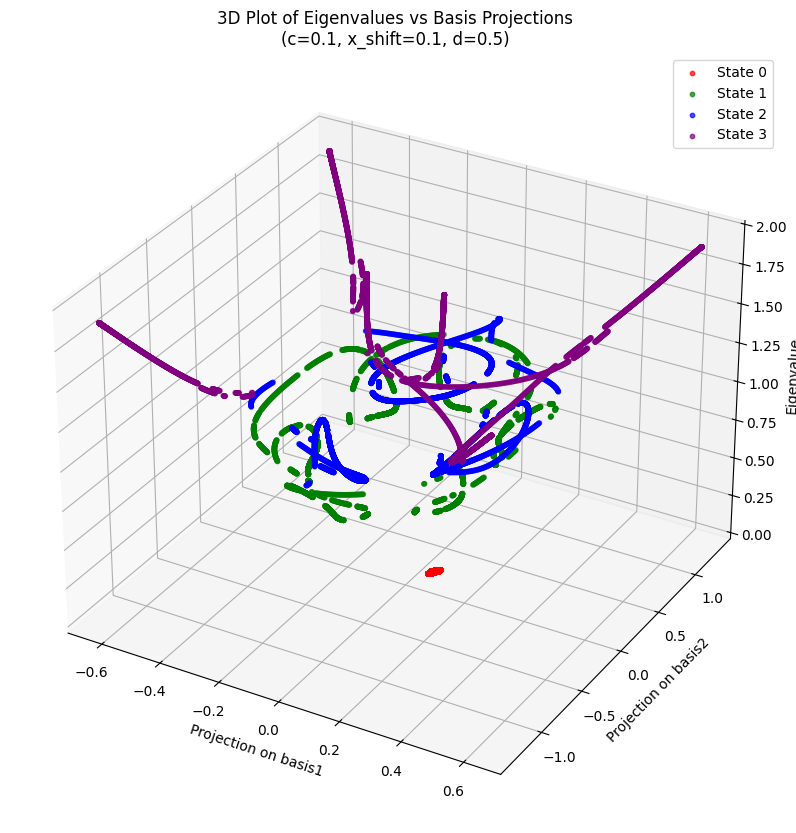 3D Plot of Eigenvalues vs Basis Projections
(c=0.1, x_shift=0.1, d=0.5)
State 0
State 1
State 2
State 3
2.00
1.75
1.50
1.25
1.00
0.75
0.50
0.25
0.00
Eigenvalue
1.0
0.5
0.0
−0.5
−1.0
Projection on basis2
−0.6
−0.4
−0.2
0.0
0.2
0.4
0.6
Projection on basis1